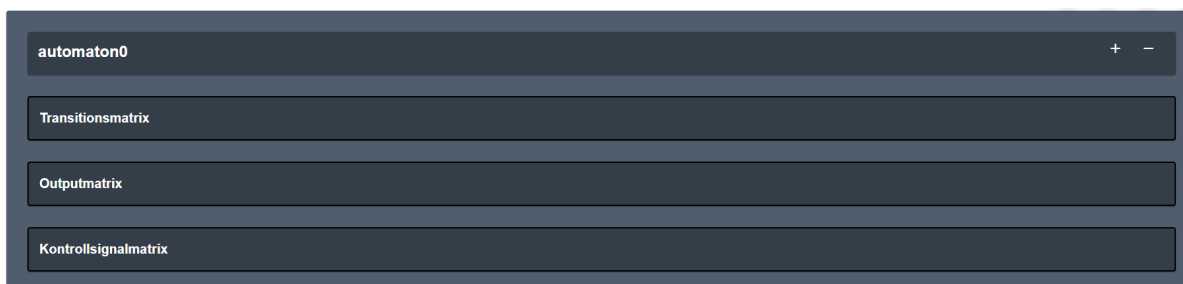 automaton0 + −
Transitionsmatrix
Outputmatrix
Kontrollsignalmatrix